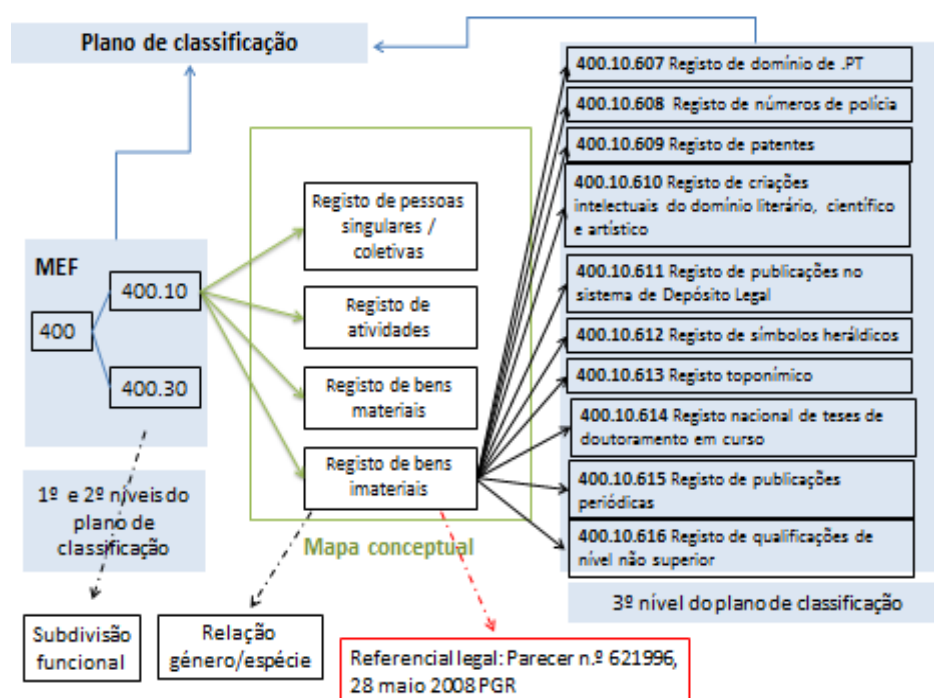 Plano de classificação
MEF
400
400.10
400.30
1º e 2º níveis do
plano de
classificação
Subdivisão
funcional
Registo de pessoas
singulares /
coletivas
Registo de
atividades
Registo de bens
materiais
Registo de bens
imateriais
Mapa conceptual
Relação
género/espécie
Referencial legal: Parecer n.º 621996,
28 maio 2008 PGR
400.10.607 Registo de domínio de .PT
400.10.608 Registo de números de polícia
400.10.609 Registo de patentes
400.10.610 Registo de criações
intelectuais do domínio literário, científico
e artístico
400.10.611 Registo de publicações no
sistema de Depósito Legal
400.10.612 Registo de símbolos heráldicos
400.10.613 Registo toponímico
400.10.614 Registo nacional de teses de
doutoramento em curso
400.10.615 Registo de publicações
periódicas
400.10.616 Registo de qualificações de
nível não superior
3º nível do plano de classificação